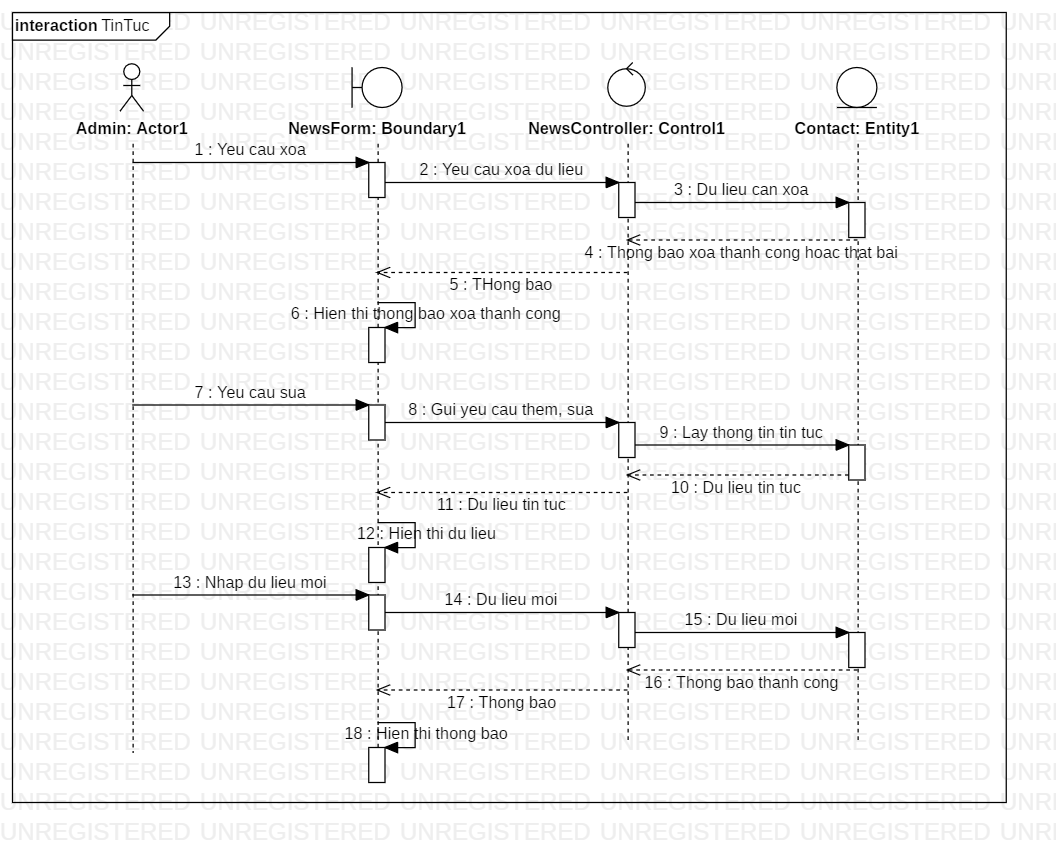 interaction TinTuc
Admin: Actor1
NewsForm: Boundary1
NewsController: Control1
Contact: Entity1
1 : Yeu cau xoa
2 : Yeu cau xoa du lieu
3 : Du lieu can xoa
4 : Thong bao xoa thanh cong hoac that bai
5 : THong bao
6 : Hien thi thong bao xoa thanh cong
7 : Yeu cau sua
8 : Gui yeu cau them, sua
9 : Lay thong tin tin tuc
10 : Du lieu tin tuc
11 : Du lieu tin tuc
12 : Hien thi du lieu
13 : Nhap du lieu moi
14 : Du lieu moi
15 : Du lieu moi
16 : Thong bao thanh cong
17 : Thong bao
18 : Hien thi thong bao
UNREGISTERED